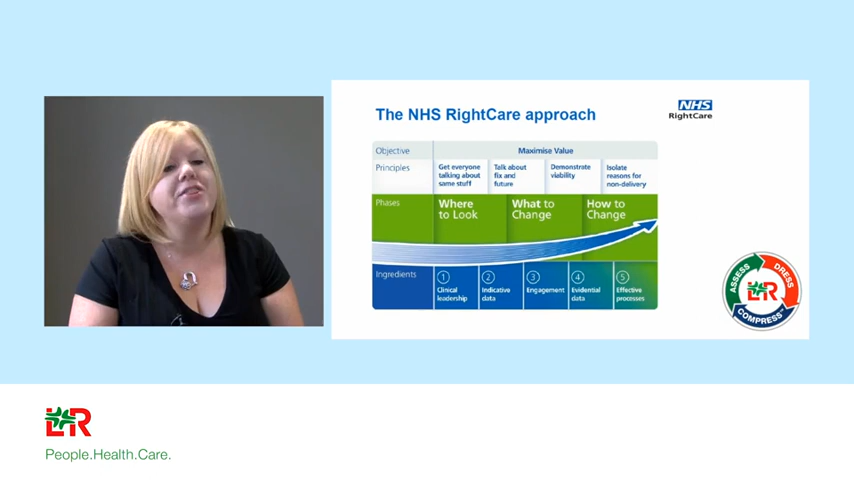 The NHS RightCare approach
NHS
RightCare
Objective
Maximise Value
Principles
Get everyone
talking about
same stuff
Talk about
fix and
future
Demonstrate
viability
Isolate
reasons for
non-delivery
Phases
Where
to Look
What to
Change
How to
Change
Ingredients
1
Clinical
leadership
2
Indicative
data
3
Engagement
4
Evidential
data
5
Effective
processes
ASSESS
DRESS
COMPRESS™
L&R
L&R
People.Health.Care.